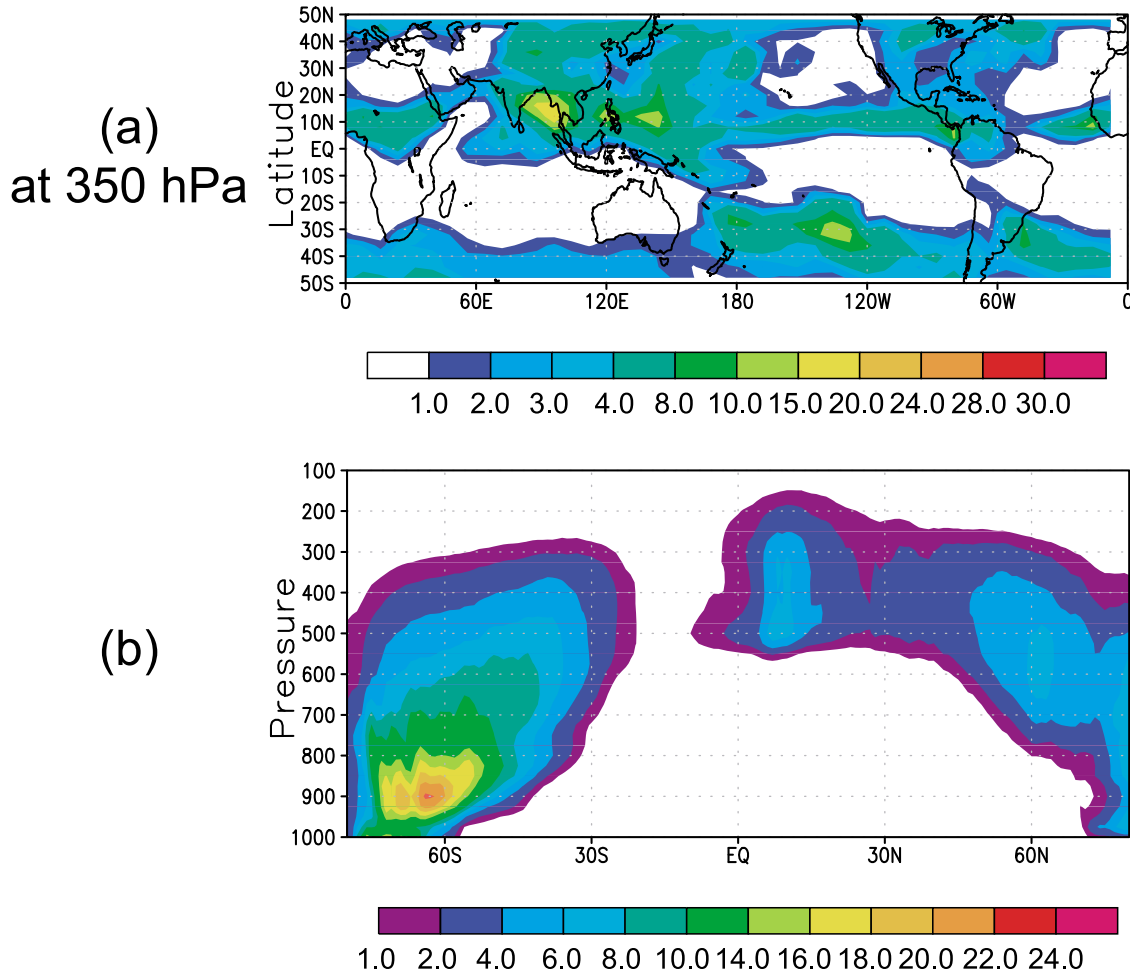 (a)
at 350 hPa
Latitude
50N
40N
30N
20N
10N
EQ
10S
20S
30S
40S
50S
0 60E 120E 180 120W 60W 0
1.0 2.0 3.0 4.0 8.0 10.0 15.0 20.0 24.0 28.0 30.0
(b)
Pressure
100
200
300
400
500
600
700
800
900
1000
60S 30S EQ 30N 60N
1.0 2.0 4.0 6.0 8.0 10.0 14.0 16.0 18.0 20.0 22.0 24.0